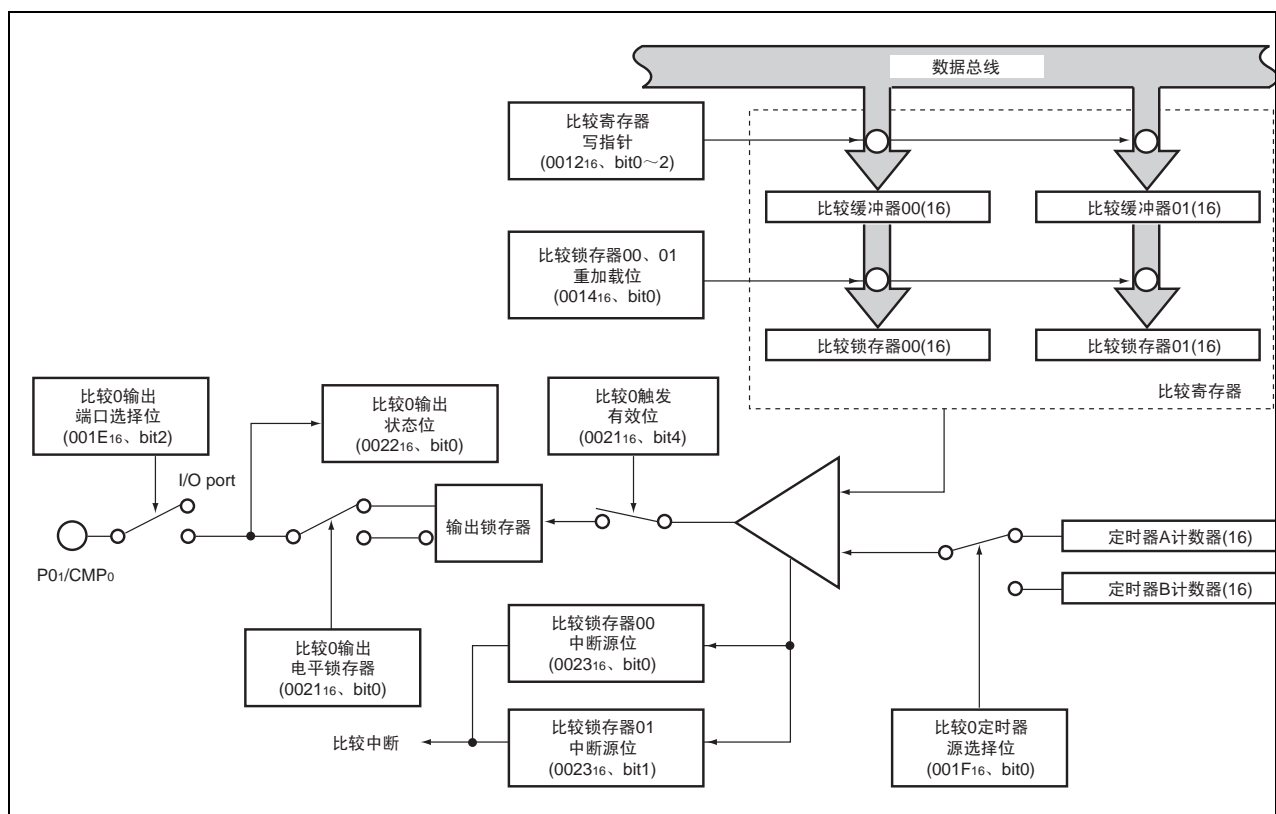 数据总线
比较寄存器
写指针
(0012₁₆、bit0～2)
比较缓冲器00(16)
比较缓冲器01(16)
比较锁存器00、01
重加载位
(0014₁₆、bit0)
比较锁存器00(16)
比较锁存器01(16)
比较寄存器
比较0输出
端口选择位
(001E₁₆、bit2)
比较0输出
状态位
(0022₁₆、bit0)
比较0触发
有效位
(0021₁₆、bit4)
I/O port
输出锁存器
P0₁/CMP₀
定时器A计数器(16)
定时器B计数器(16)
比较0输出
电平锁存器
(0021₁₆、bit0)
比较锁存器00
中断源位
(0023₁₆、bit0)
比较锁存器01
中断源位
(0023₁₆、bit1)
比较中断
比较0定时器
源选择位
(001F₁₆、bit0)